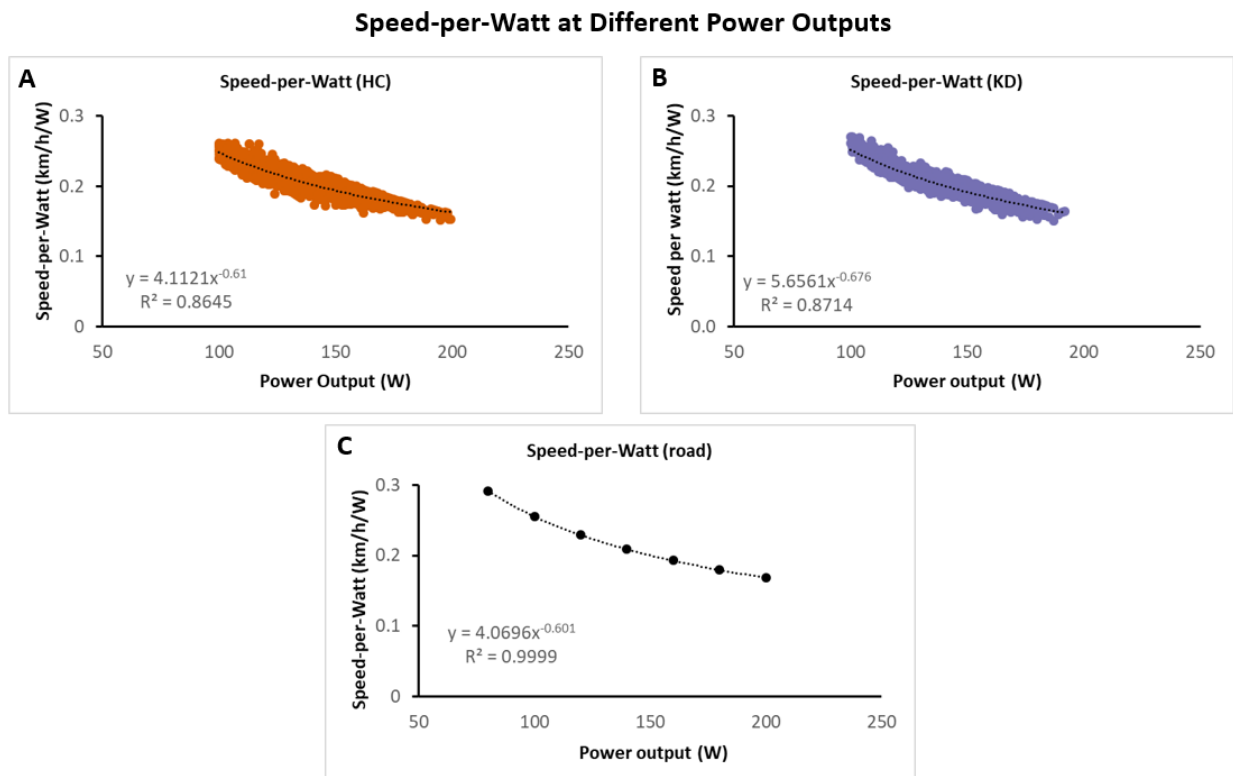 Speed-per-Watt at Different Power Outputs
A
Speed-per-Watt (HC)
Speed-per-Watt (km/h/W)
0.3
0.2
0.1
0
y = 4.1121x^-0.61
R² = 0.8645
50 100 150 200 250
Power Output (W)
B
Speed-per-Watt (KD)
Speed per watt (km/h/W)
0.3
0.2
0.1
0.0
y = 5.6561x^-0.676
R² = 0.8714
50 100 150 200 250
Power output (W)
C
Speed-per-Watt (road)
Speed-per-Watt (km/h/W)
0.3
0.2
0.1
0
y = 4.0696x^-0.601
R² = 0.9999
50 100 150 200 250
Power output (W)